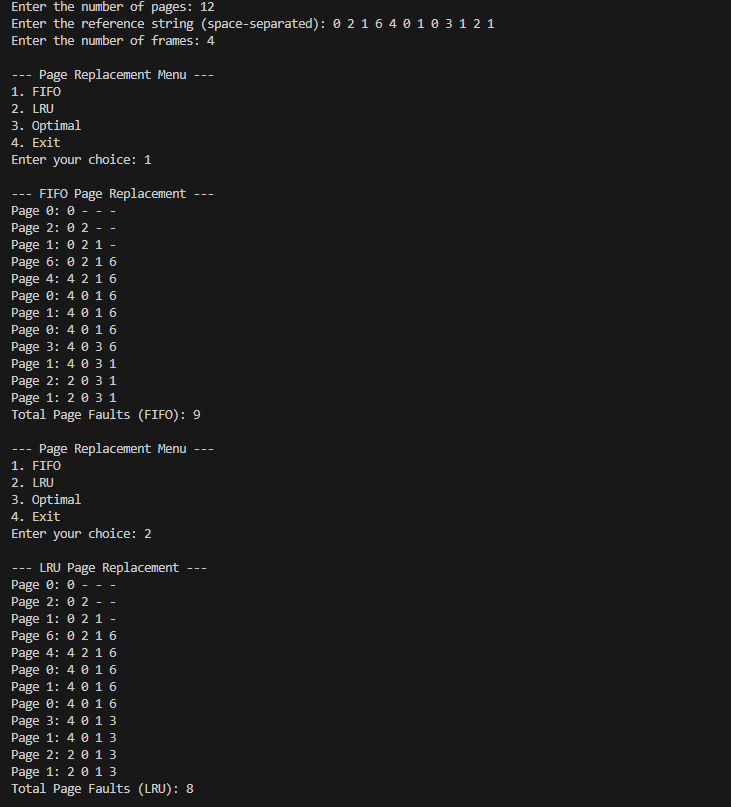 Enter the number of pages: 12
Enter the reference string (space-separated): 0 2 1 6 4 0 1 0 3 1 2 1
Enter the number of frames: 4
--- Page Replacement Menu ---
1. FIFO
2. LRU
3. Optimal
4. Exit
Enter your choice: 1
--- FIFO Page Replacement ---
Page 0: 0 - - -
Page 2: 0 2 - -
Page 1: 0 2 1 -
Page 6: 0 2 1 6
Page 4: 4 2 1 6
Page 0: 4 0 1 6
Page 1: 4 0 1 6
Page 0: 4 0 1 6
Page 3: 4 0 3 6
Page 1: 4 0 3 1
Page 2: 2 0 3 1
Page 1: 2 0 3 1
Total Page Faults (FIFO): 9
--- Page Replacement Menu ---
1. FIFO
2. LRU
3. Optimal
4. Exit
Enter your choice: 2
--- LRU Page Replacement ---
Page 0: 0 - - -
Page 2: 0 2 - -
Page 1: 0 2 1 -
Page 6: 0 2 1 6
Page 4: 4 2 1 6
Page 0: 4 0 1 6
Page 1: 4 0 1 6
Page 0: 4 0 1 6
Page 3: 4 0 1 3
Page 1: 4 0 1 3
Page 2: 2 0 1 3
Page 1: 2 0 1 3
Total Page Faults (LRU): 8